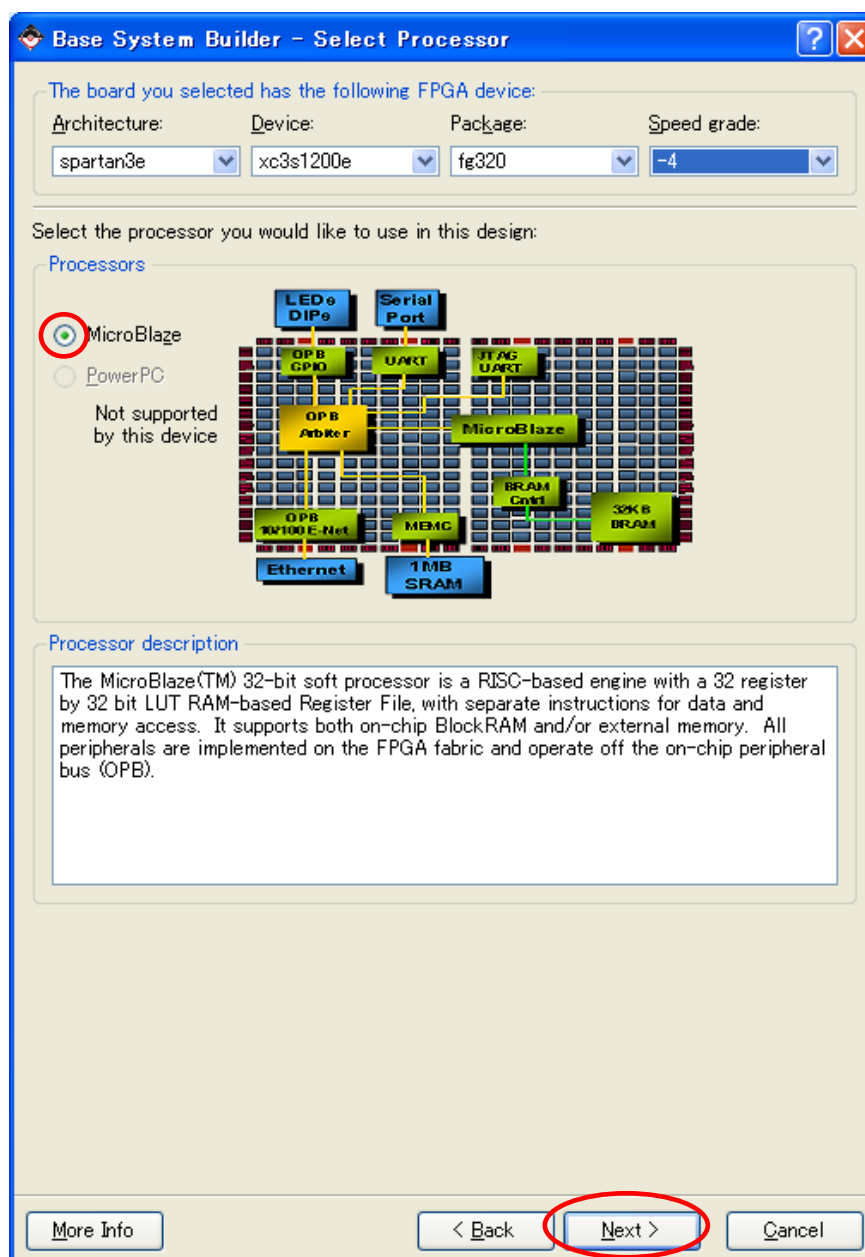 Base System Builder - Select Processor
The board you selected has the following FPGA device:
Architecture: Device: Package: Speed grade:
spartan3e xc3s1200e fg320 -4
Select the processor you would like to use in this design:
Processors
MicroBlaze
PowerPC
Not supported
by this device
LEDs
DIPs
Serial
Port
OPB
GPIO
UART
JTAG
UART
OPB
Arbiter
MicroBlaze
BRAM
Cntrl
32KB
BRAM
OPB
10/100 E-Net
MEMC
Ethernet
1MB
SRAM
Processor description
The MicroBlaze(TM) 32-bit soft processor is a RISC-based engine with a 32 register
by 32 bit LUT RAM-based Register File, with separate instructions for data and
memory access. It supports both on-chip BlockRAM and/or external memory. All
peripherals are implemented on the FPGA fabric and operate off the on-chip peripheral
bus (OPB).
More Info < Back Next > Cancel